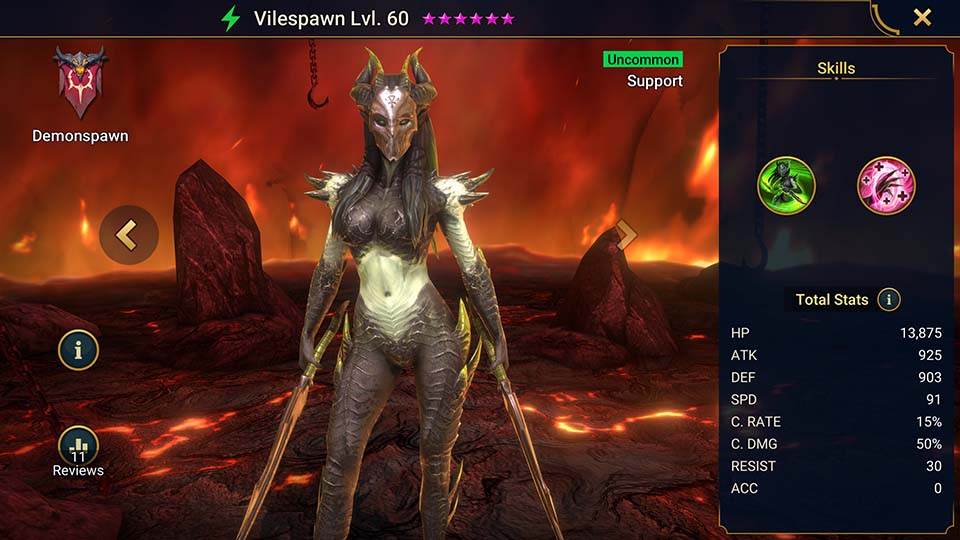 Vilespawn Lvl. 60
Demonspawn
Uncommon
Support
11
Reviews
Skills
Total Stats
HP 13,875
ATK 925
DEF 903
SPD 91
C. RATE 15%
C. DMG 50%
RESIST 30
ACC 0